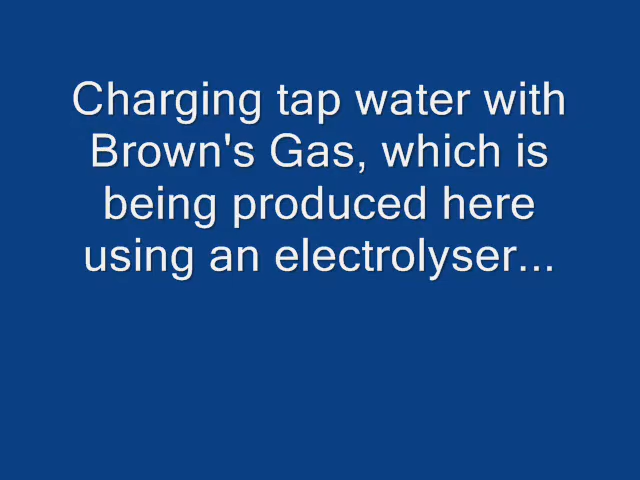 Charging tap water with
Brown's Gas, which is
being produced here
using an electrolyser...